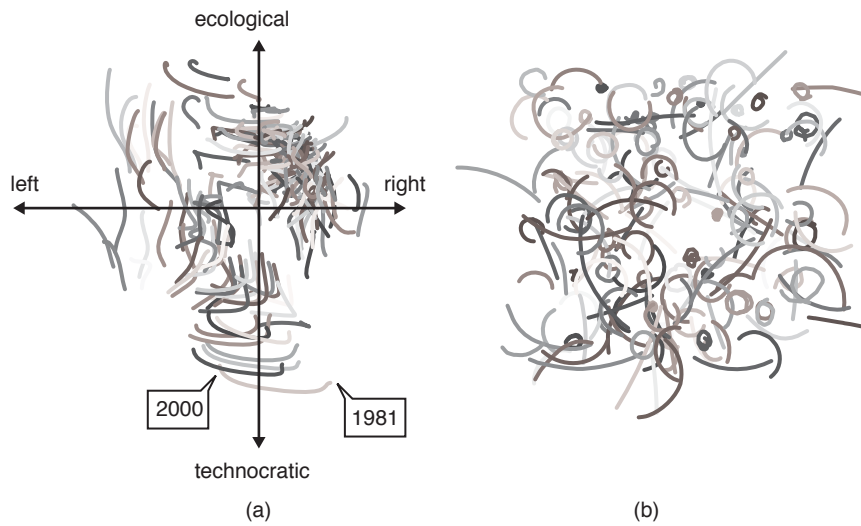 ecological
left
right
2000
1981
technocratic
(a)
(b)